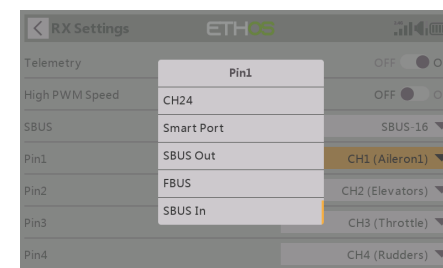 RX Settings
ETHOS
Telemetry
OFF
Pin1
High PWM Speed
OFF
CH24
SBUS
Smart Port
SBUS-16
Pin1
SBUS Out
CH1 (Aileron1)
Pin2
FBUS
CH2 (Elevators)
SBUS In
Pin3
CH3 (Throttle)
Pin4
CH4 (Rudders)